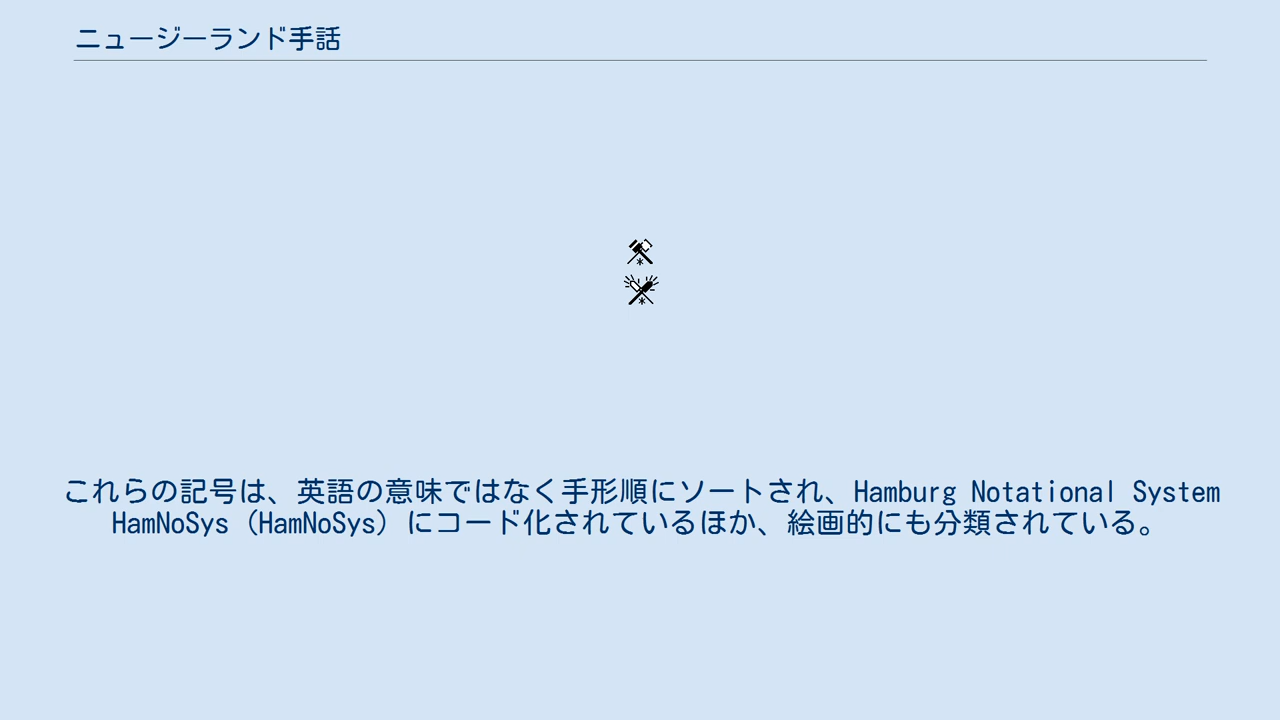 ニュージーランド手話
これらの記号は、英語の意味ではなく手形順にソートされ、Hamburg Notational System
HamNoSys (HamNoSys) にコード化されているほか、絵画的にも分類されている。